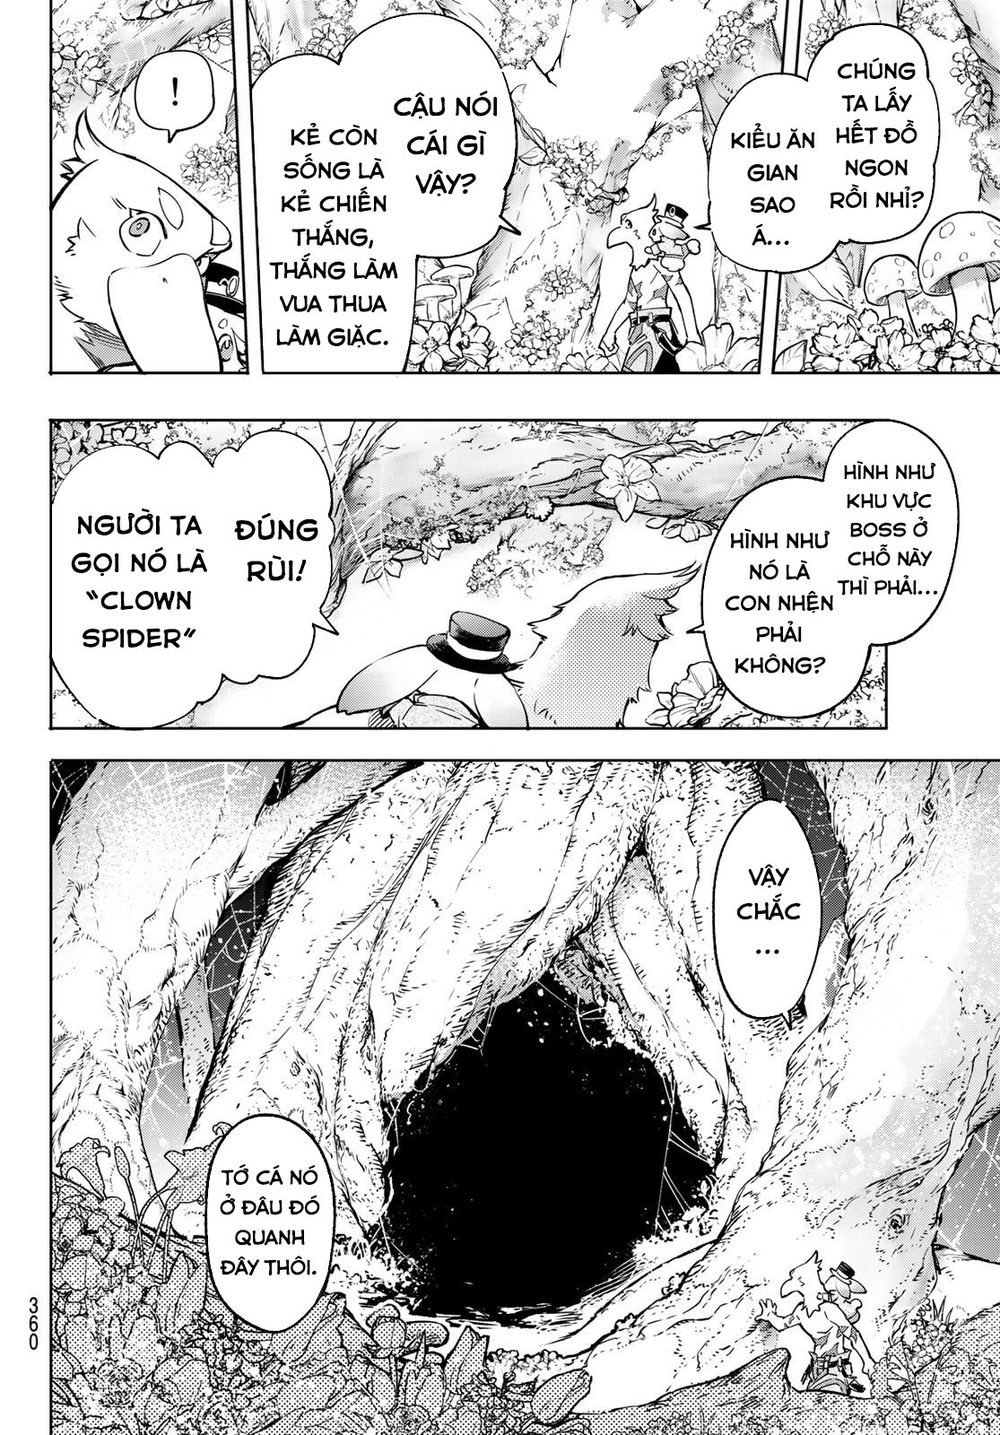 CHÚNG
TA LẤY
HẾT ĐỒ
NGON
RỒI NHỈ?
KIỂU ĂN
GIAN
SAO
Á...
CẬU NÓI
CÁI GÌ
VẬY?
KẺ CÒN
SỐNG LÀ
KẺ CHIẾN
THẮNG,
THẮNG LÀM
VUA THUA
LÀM GIẶC.
!
HÌNH NHƯ
KHU VỰC
BOSS Ở
CHỖ NÀY
THÌ PHẢI...
HÌNH NHƯ
NÓ LÀ
CON NHỆN
PHẢI
KHÔNG?
ĐÚNG
RÙI!
NGƯỜI TA
GỌI NÓ LÀ
"CLOWN
SPIDER"
VẬY
CHẮC
...
TỚ CÁ NÓ
Ở ĐÂU ĐÓ
QUANH
ĐÂY THÔI.
360